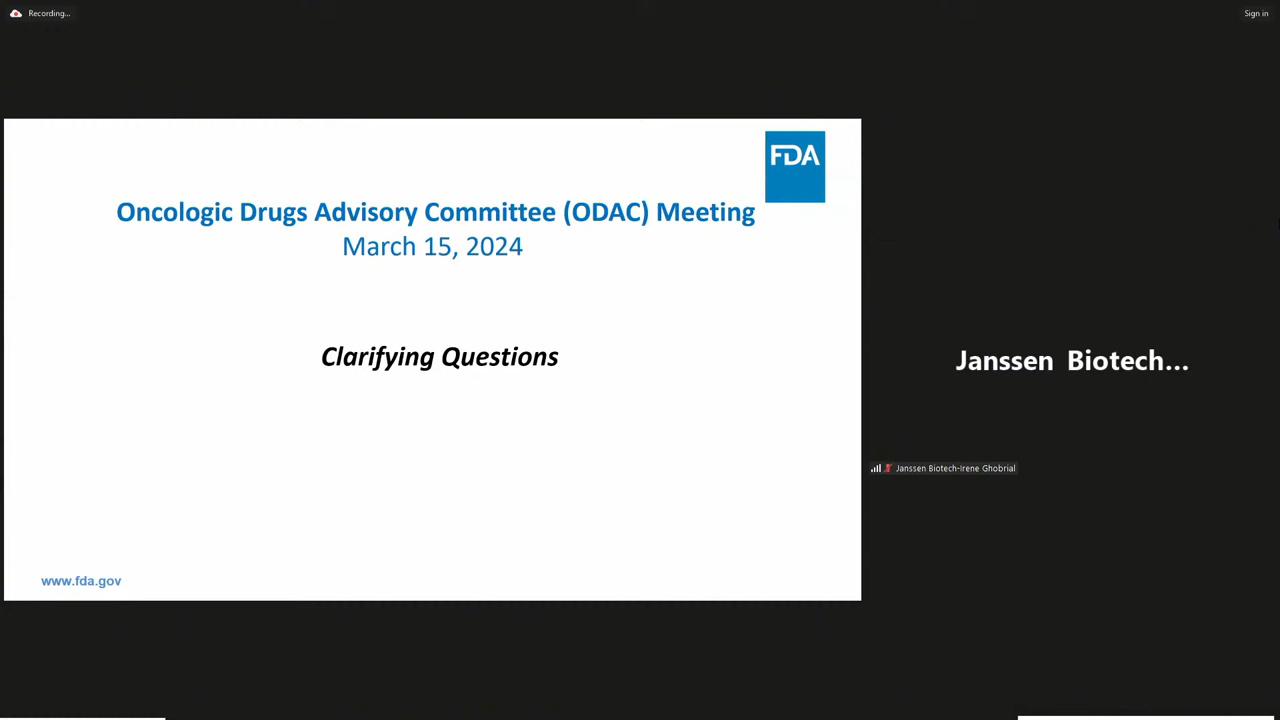 Recording...
Sign in
FDA
Oncologic Drugs Advisory Committee (ODAC) Meeting
March 15, 2024
Clarifying Questions
Janssen Biotech...
Janssen Biotech-Irene Ghobrial
www.fda.gov